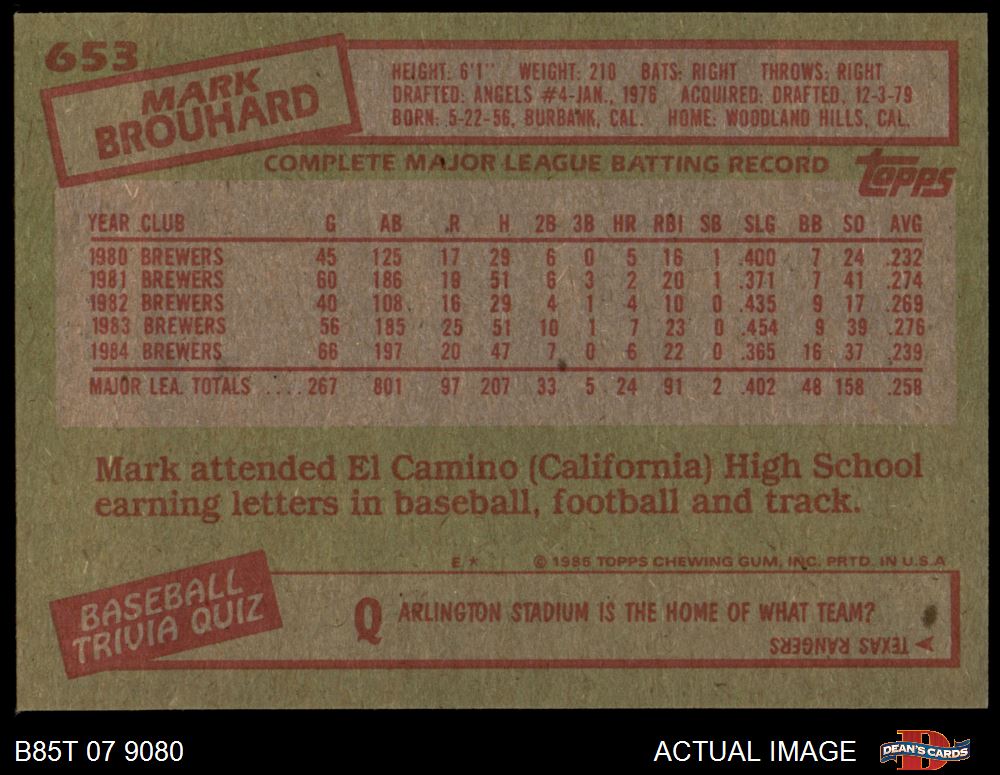 653
MARK
BROUHARD
HEIGHT: 6'1" WEIGHT: 210 BATS: RIGHT THROWS: RIGHT
DRAFTED: ANGELS #4-JAN., 1976 ACQUIRED: DRAFTED, 12-3-79
BORN: 5-22-56, BURBANK, CAL. HOME: WOODLAND HILLS, CAL.
COMPLETE MAJOR LEAGUE BATTING RECORD
topps
YEAR CLUB G AB R H 2B 3B HR RBI SB SLG BB SO AVG
1980 BREWERS 45 125 17 29 6 0 5 16 1 .400 7 24 .232
1981 BREWERS 60 186 19 51 6 3 2 20 1 .371 7 41 .274
1982 BREWERS 40 108 16 29 4 1 4 10 0 .435 9 17 .269
1983 BREWERS 56 185 25 51 10 1 7 23 0 .454 9 39 .276
1984 BREWERS 66 197 20 47 7 0 6 22 0 .365 16 37 .239
MAJOR LEA. TOTALS ....267 801 97 207 33 5 24 91 2 .402 48 158 .258
Mark attended El Camino (California) High School
earning letters in baseball, football and track.
E * © 1985 TOPPS CHEWING GUM, INC. PRTD. IN U.S.A
BASEBALL
TRIVIA QUIZ
Q ARLINGTON STADIUM IS THE HOME OF WHAT TEAM?
TEXAS RANGERS
B85T 07 9080
ACTUAL IMAGE
D
DEAN'S CARDS